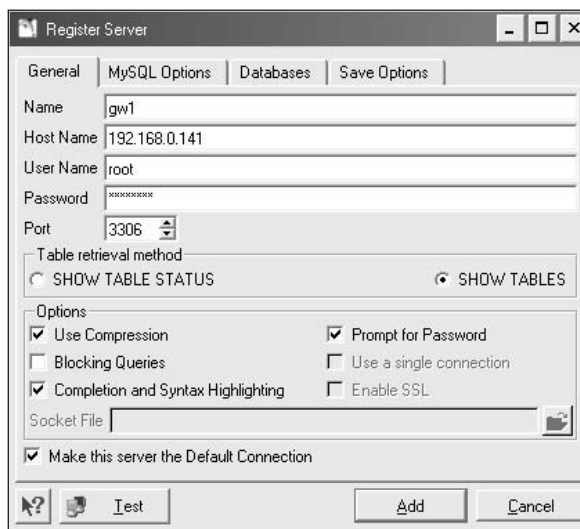 Register Server
General MySQL Options Databases Save Options
Name gw1
Host Name 192.168.0.141
User Name root
Password ********
Port 3306
Table retrieval method
SHOW TABLE STATUS SHOW TABLES
Options
Use Compression Prompt for Password
Blocking Queries Use a single connection
Completion and Syntax Highlighting Enable SSL
Socket File
Make this server the Default Connection
? Test Add Cancel